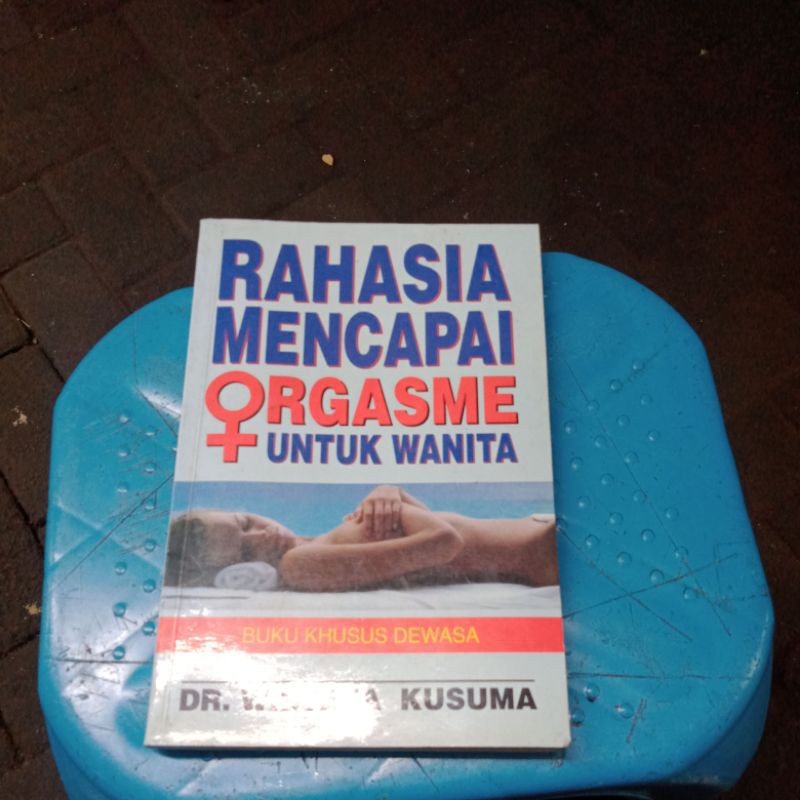 RAHASIA
MENCAPAI
ORGASME
UNTUK WANITA
BUKU KHUSUS DEWASA
DR. KUSUMA